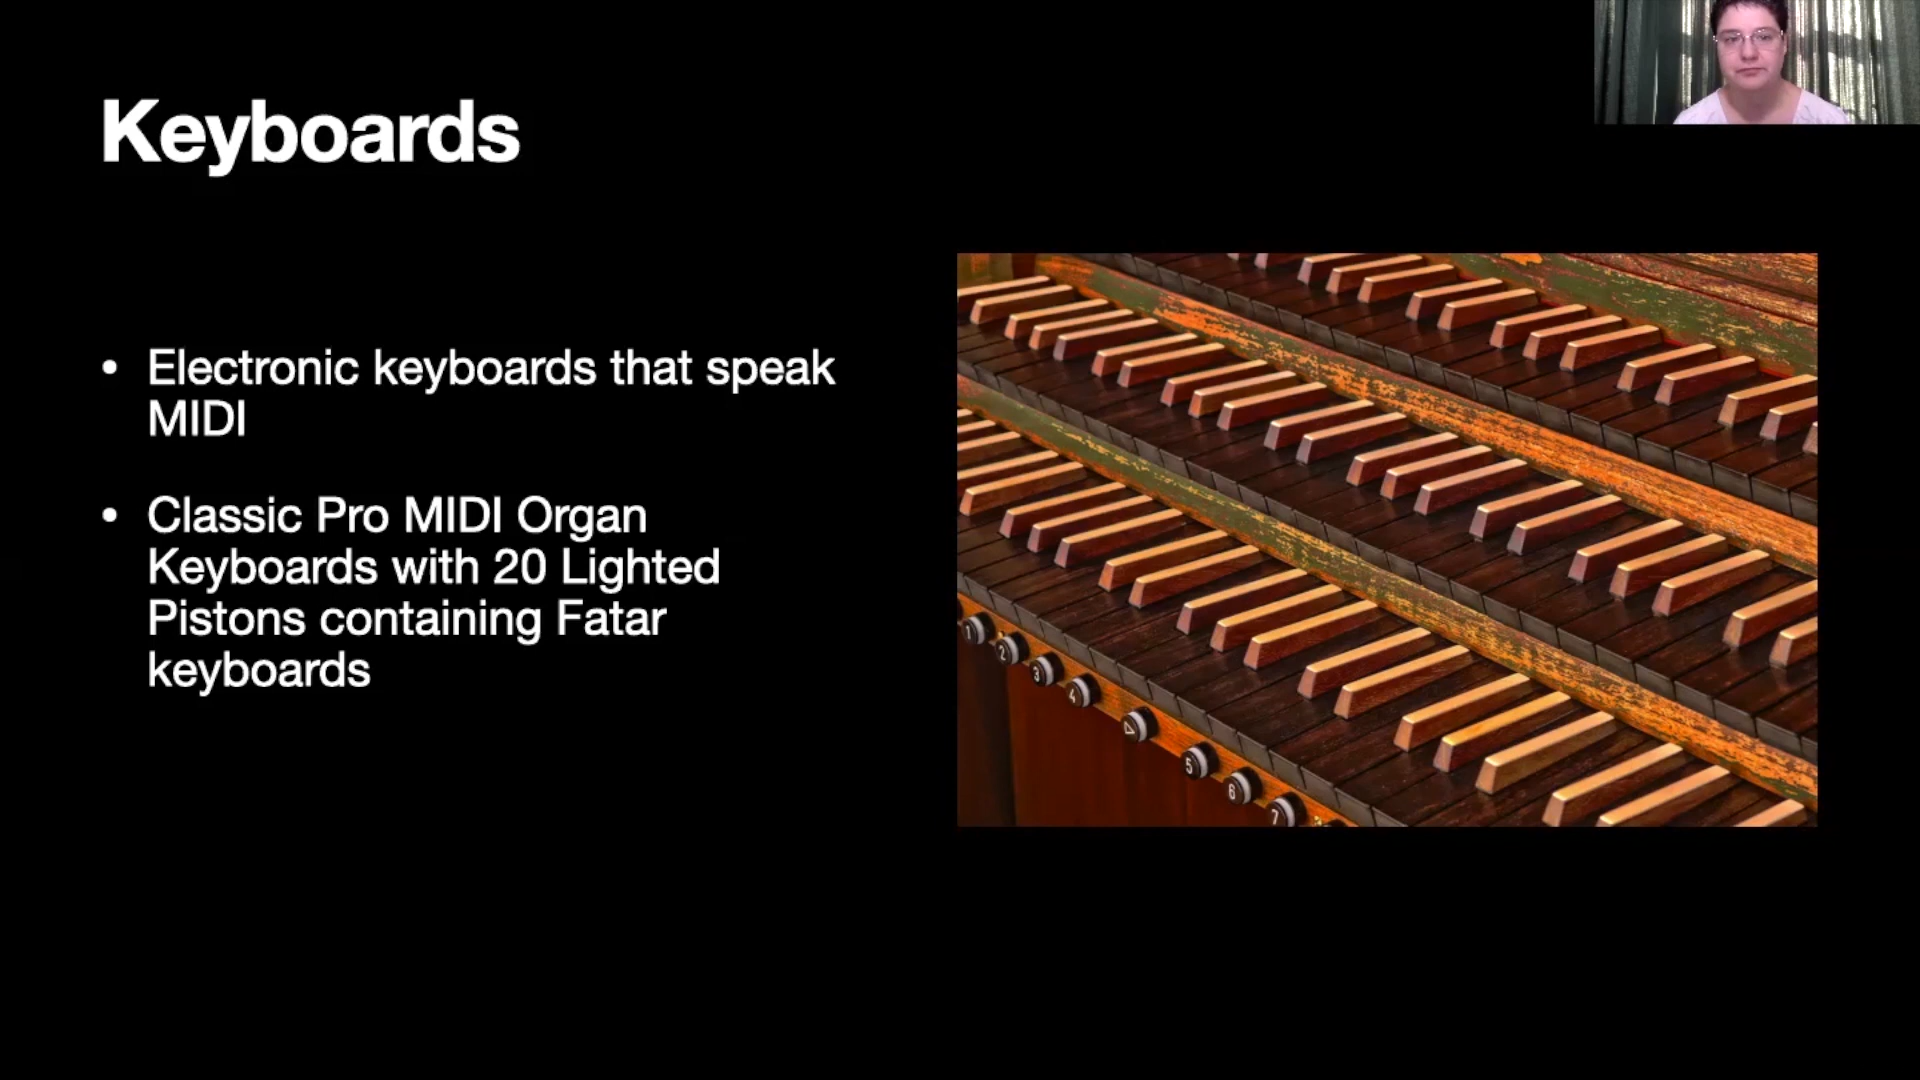 Keyboards
• Electronic keyboards that speak
MIDI
• Classic Pro MIDI Organ
Keyboards with 20 Lighted
Pistons containing Fatar
keyboards
1
2
3
4
5
6
7